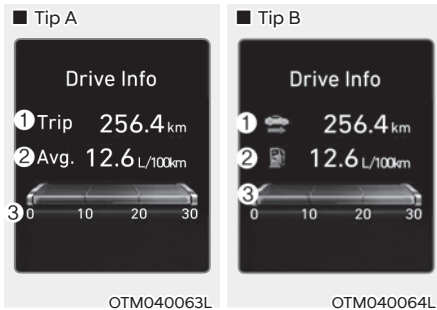 ■ Tip A
Drive Info
① Trip 256.4 km
② Avg. 12.6 L/100km
③ 0 10 20 30
OTM040063L
■ Tip B
Drive Info
① 256.4 km
② 12.6 L/100km
③
0 10 20 30
OTM040064L